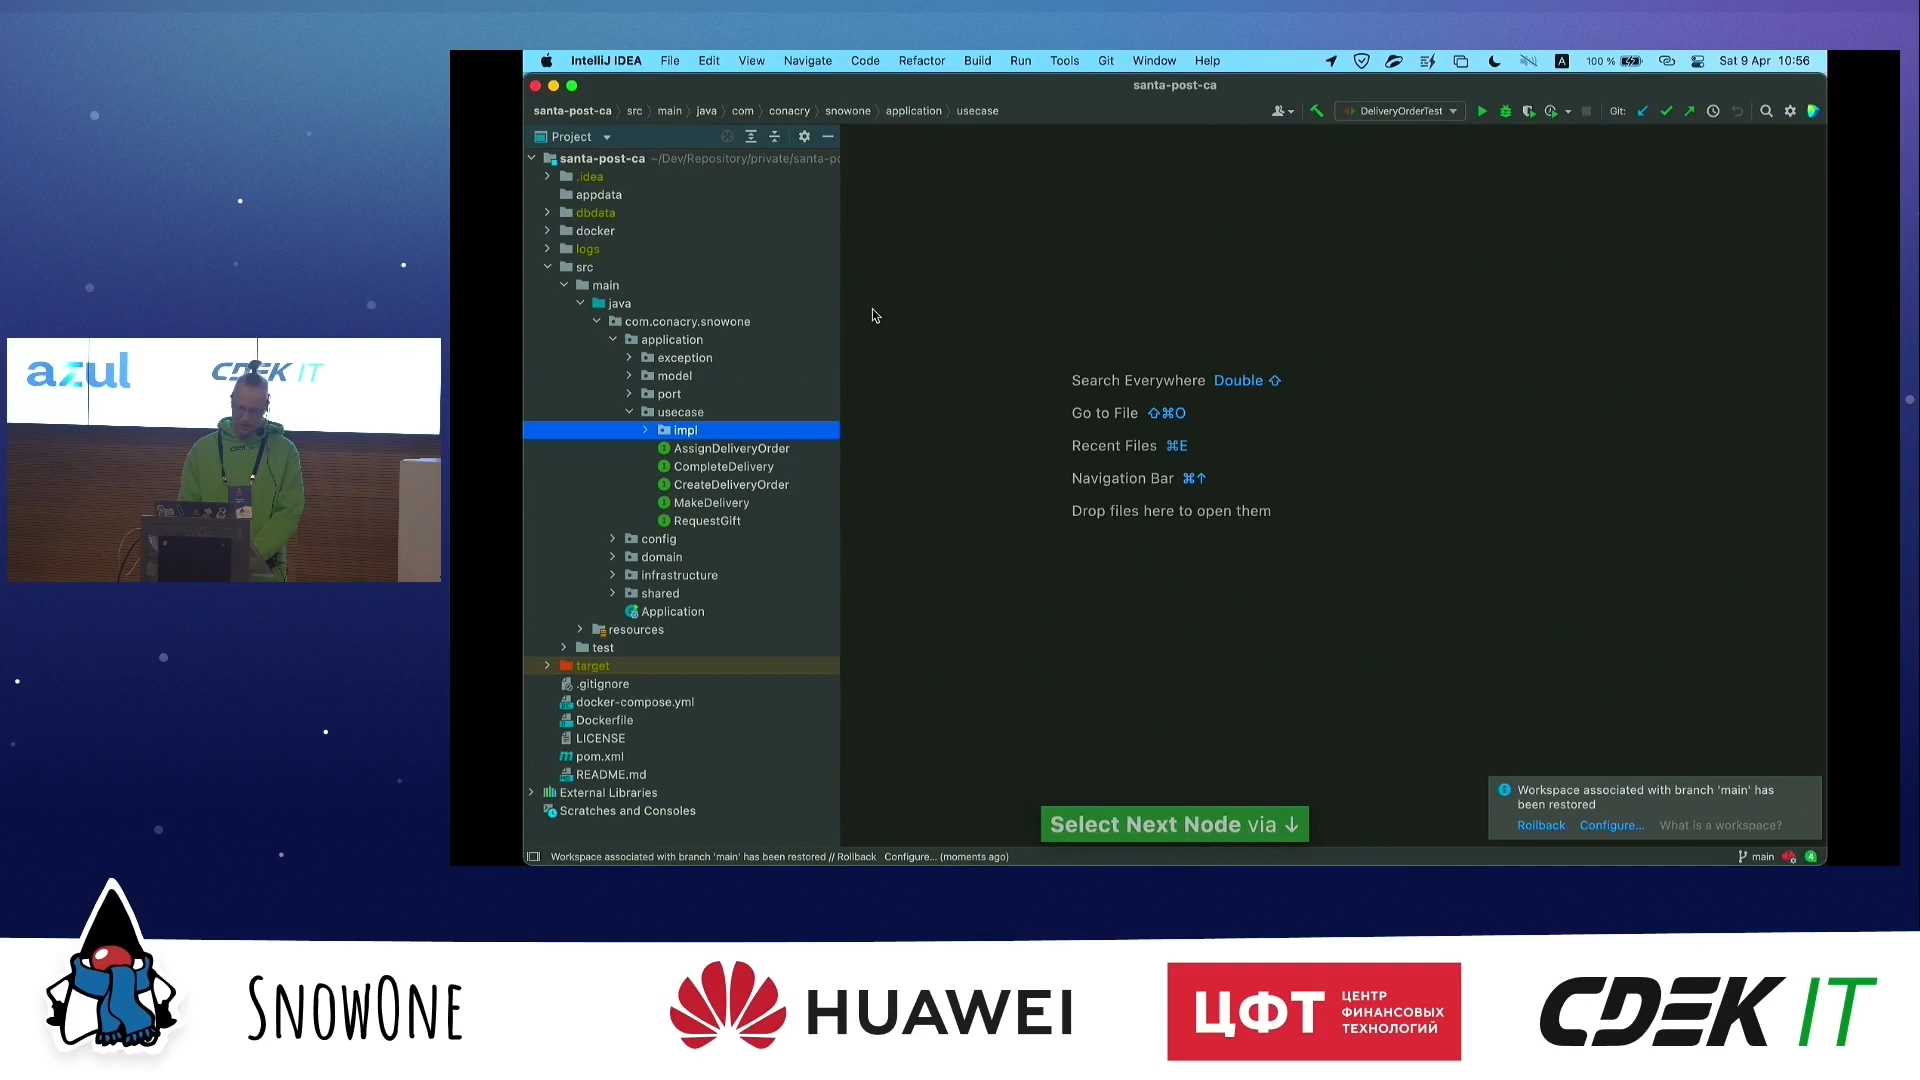 IntelliJ IDEA File Edit View Navigate Code Refactor Build Run Tools Git Window Help A 100 % Sat 9 Apr 10:56
santa-post-ca
santa-post-ca src main java com conacry snowone application usecase DeliveryOrderTest Git:
Project
santa-post-ca ~/Dev/Repository/private/santa-po
.idea
appdata
dbdata
docker
logs
src
main
java
com.conacry.snowone
application
exception
model
port
usecase
impl
AssignDeliveryOrder
CompleteDelivery
CreateDeliveryOrder
MakeDelivery
RequestGift
config
domain
infrastructure
shared
Application
resources
test
target
.gitignore
docker-compose.yml
Dockerfile
LICENSE
pom.xml
README.md
External Libraries
Scratches and Consoles
Search Everywhere Double ⇧
Go to File ⇧⌘O
Recent Files ⌘E
Navigation Bar ⌘↑
Drop files here to open them
Select Next Node via ↓
Workspace associated with branch 'main' has
been restored
Rollback Configure... What is a workspace?
Workspace associated with branch 'main' has been restored // Rollback Configure... (moments ago)
main 4
azul CDEK IT
SNOWONE
HUAWEI
ЦФТ
ЦЕНТР
ФИНАНСОВЫХ
ТЕХНОЛОГИЙ
CDEK IT